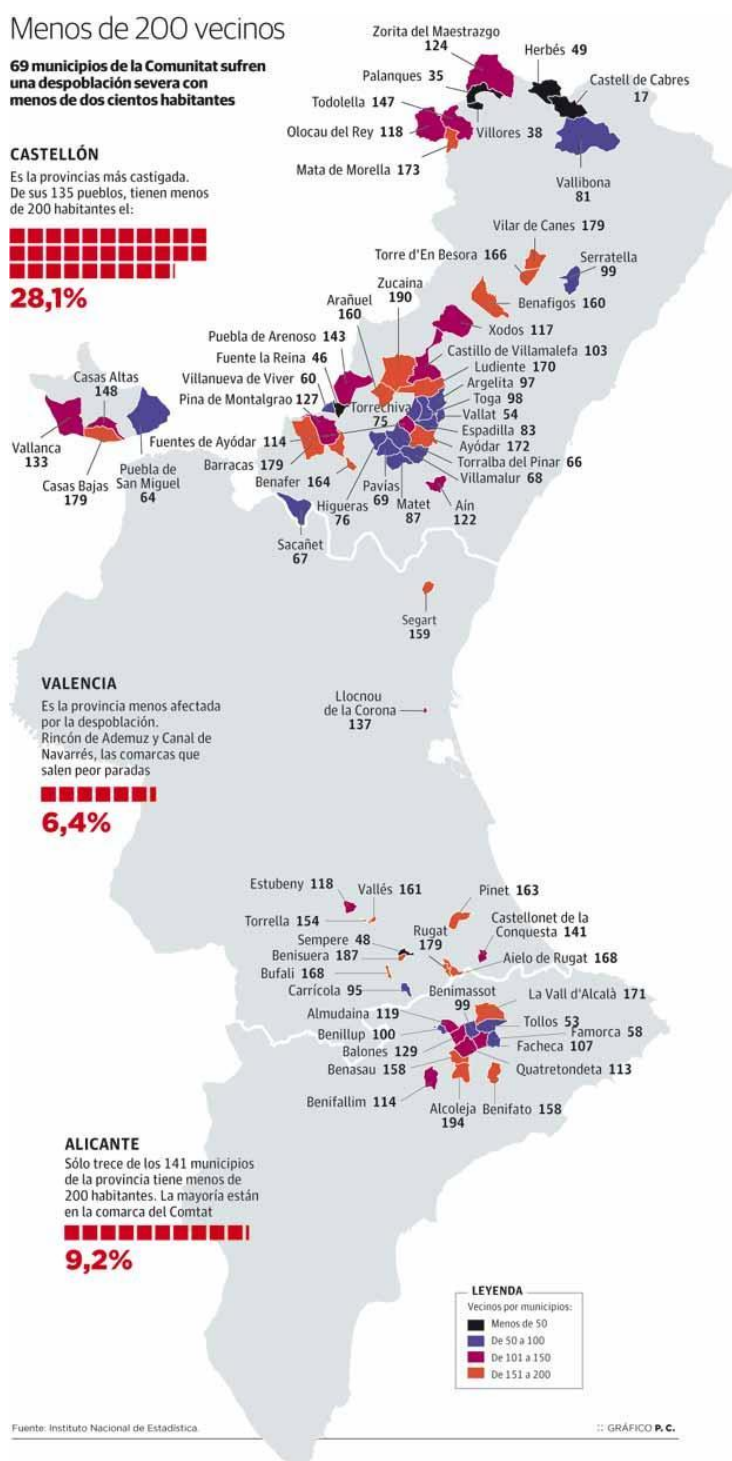 Menos de 200 vecinos
69 municipios de la Comunitat sufren
una despoblación severa con
menos de dos cientos habitantes
CASTELLÓN
Es la provincias más castigada.
De sus 135 pueblos, tienen menos
de 200 habitantes el:
28,1%
Zorita del Maestrazgo
124
Herbés 49
Palanques 35
Castell de Cabres
17
Todolella 147
Olocau del Rey 118
Villores 38
Mata de Morella 173
Vallibona
81
Vilar de Canes 179
Torre d'En Besora 166
Serratella
99
Zucaina
190
Benafigos 160
Arañuel
160
Xodos 117
Puebla de Arenoso 143
Castillo de Villamalefa 103
Fuente la Reina 46
Ludiente 170
Villanueva de Viver 60
Argelita 97
Pina de Montalgrao 127
Toga 98
Torrechiva
75
Vallat 54
Espadilla 83
Fuentes de Ayódar 114
Ayódar 172
Barracas 179
Torralba del Pinar 66
Benafer 164
Villamalur 68
Pavías
69
Higueras
76
Matet
87
Aín
122
Sacañet
67
Casas Altas
148
Vallanca
133
Casas Bajas
179
Puebla de
San Miguel
64
Segart
159
VALENCIA
Es la provincia menos afectada
por la despoblación.
Rincón de Ademuz y Canal de
Navarrés, las comarcas que
salen peor paradas
6,4%
Llocnou
de la Corona
137
Estubeny 118
Vallés 161
Pinet 163
Torrella 154
Castellonet de la
Conquesta 141
Sempere 48
Rugat
179
Benisuera 187
Aielo de Rugat 168
Bufali 168
Carrícola 95
Benimassot
99
La Vall d'Alcalà 171
Almudaina 119
Tollos 53
Benillup 100
Famorca 58
Balones 129
Facheca 107
Benasau 158
Quatretondeta 113
Benifallim 114
Alcoleja
194
Benifato 158
ALICANTE
Sólo trece de los 141 municipios
de la provincia tiene menos de
200 habitantes. La mayoría están
en la comarca del Comtat
9,2%
LEYENDA
Vecinos por municipios:
Menos de 50
De 50 a 100
De 101 a 150
De 151 a 200
Fuente: Instituto Nacional de Estadística.
:: GRÁFICO P. C.